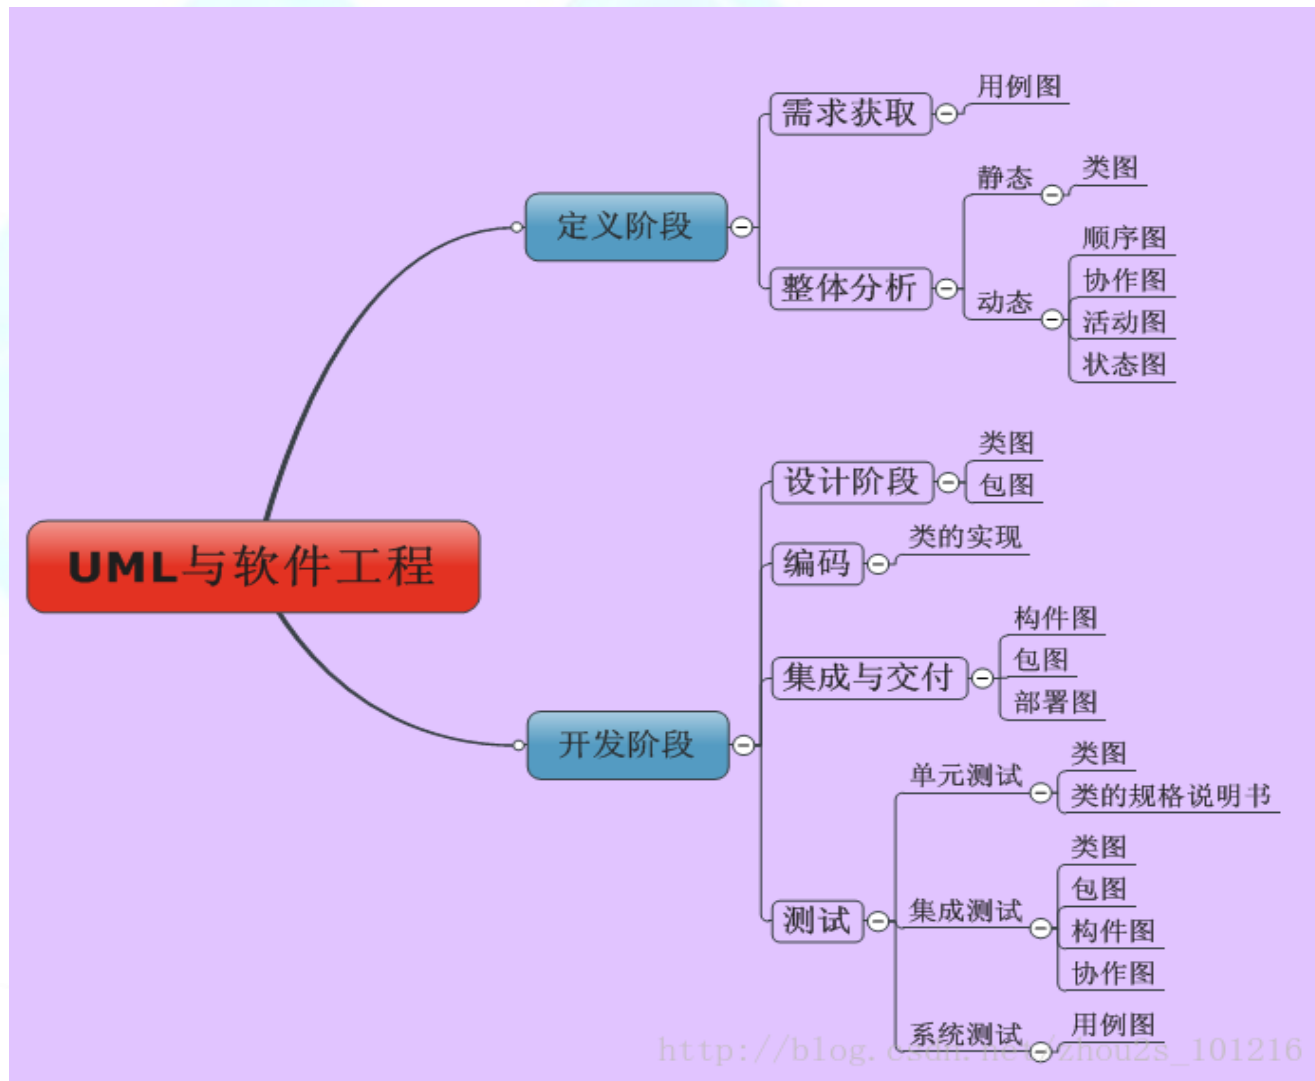 用例图
需求获取
类图
静态
定义阶段
顺序图
整体分析
协作图
动态
活动图
状态图
类图
设计阶段
包图
类的实现
UML与软件工程
编码
构件图
集成与交付
包图
部署图
开发阶段
类图
单元测试
类的规格说明书
类图
包图
测试
集成测试
构件图
协作图
系统测试
用例图
http://blog.csdn.net/zhou2s_101216